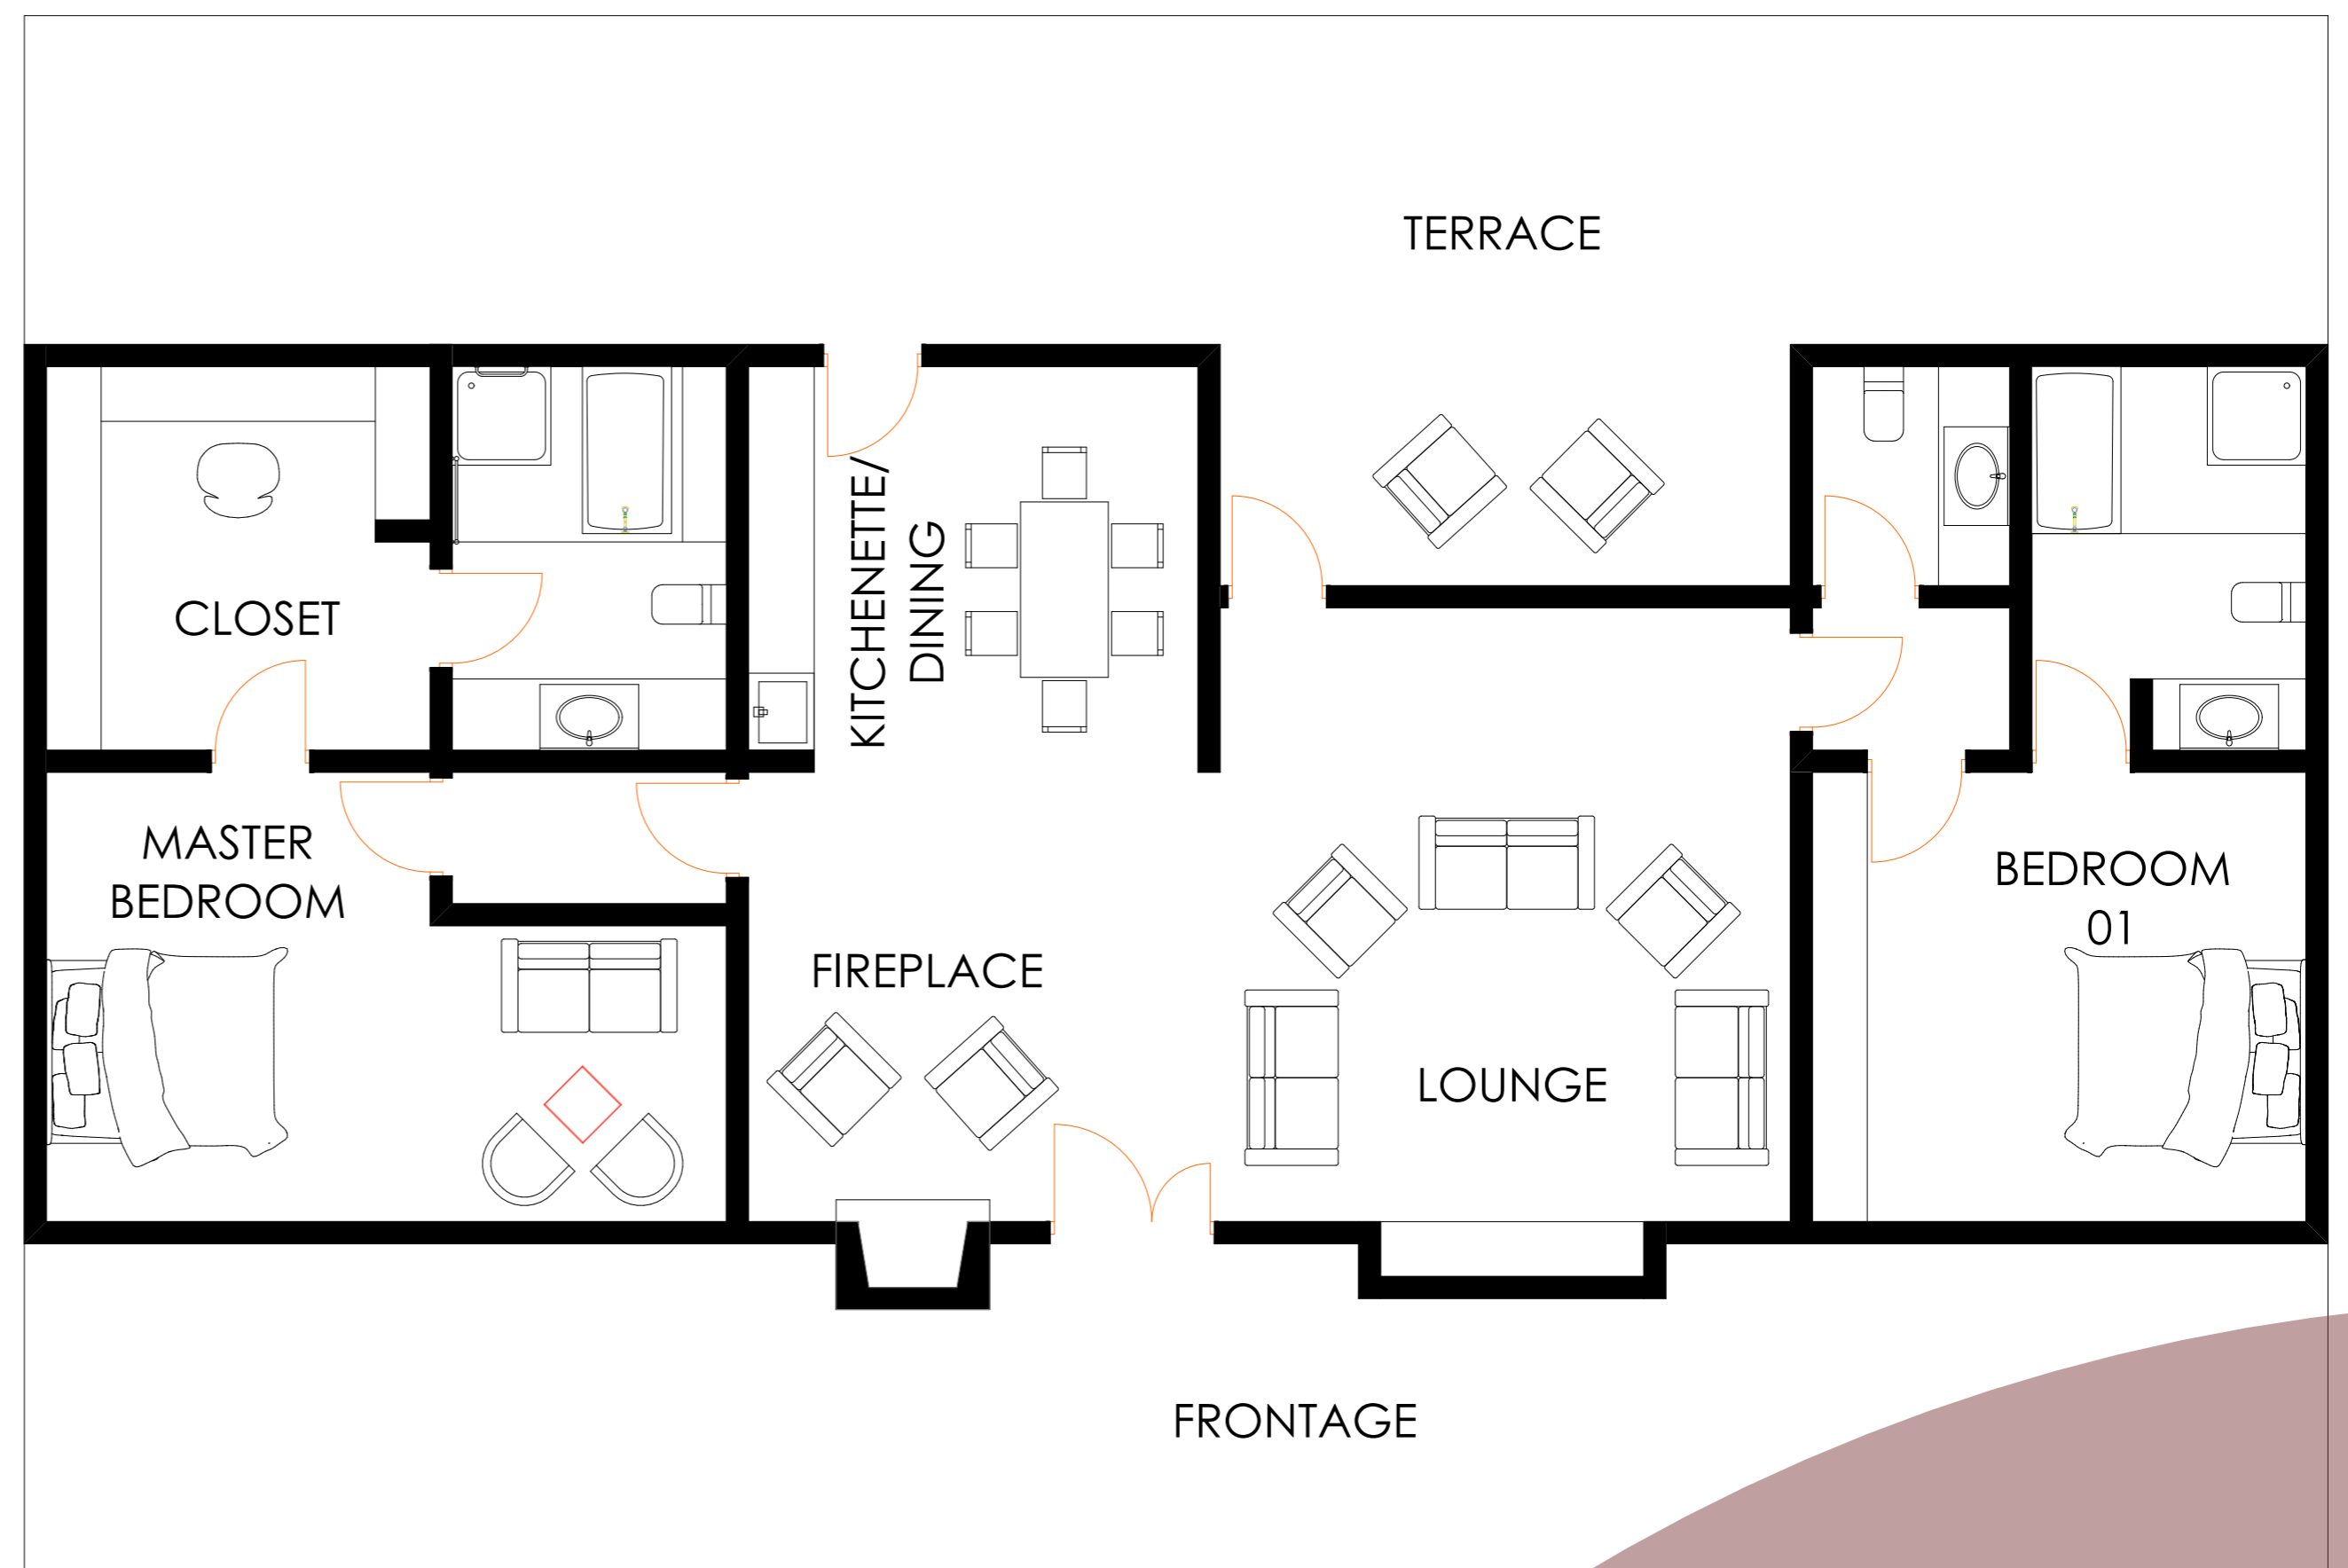 TERRACE
KITCHENETTE/
DINING
CLOSET
MASTER
BEDROOM
BEDROOM
01
FIREPLACE
LOUNGE
FRONTAGE